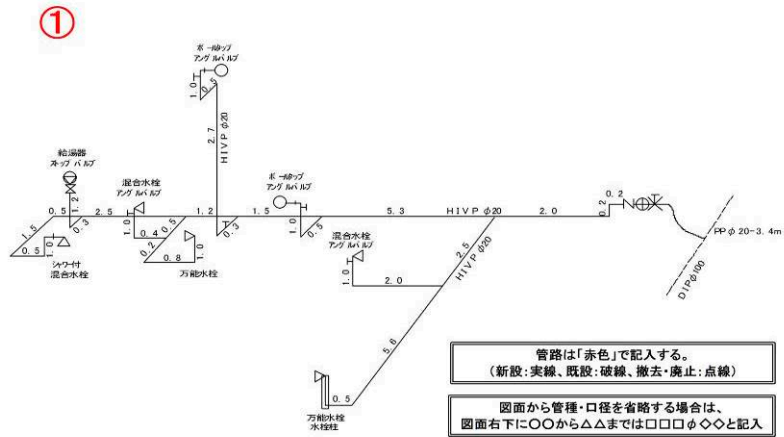 ①
ボールタップ
アングルバルブ
1.0
0.5
2.7
HIVPφ20
給湯器
ストップバルブ
混合水栓
アングルバルブ
ボールタップ
アングルバルブ
0.5
1.2
2.5
1.0
1.2
1.5
5.3
HIVPφ20
2.0
0.2
0.2
0.3
1.5
0.5
1.0
0.4
0.5
0.2
0.8
1.0
0.3
1.0
0.5
シャワー付
混合水栓
万能水栓
混合水栓
アングルバルブ
1.0
2.0
2.5
HIVPφ20
PPφ20-3.4m
DIPφ100
5.6
0.5
万能水栓
水栓柱
管路は「赤色」で記入する。
(新設:実線、既設:破線、撤去・廃止:点線)
図面から管種・口径を省略する場合は、
図面右下に○○から△△までは□□□φ◇◇と記入